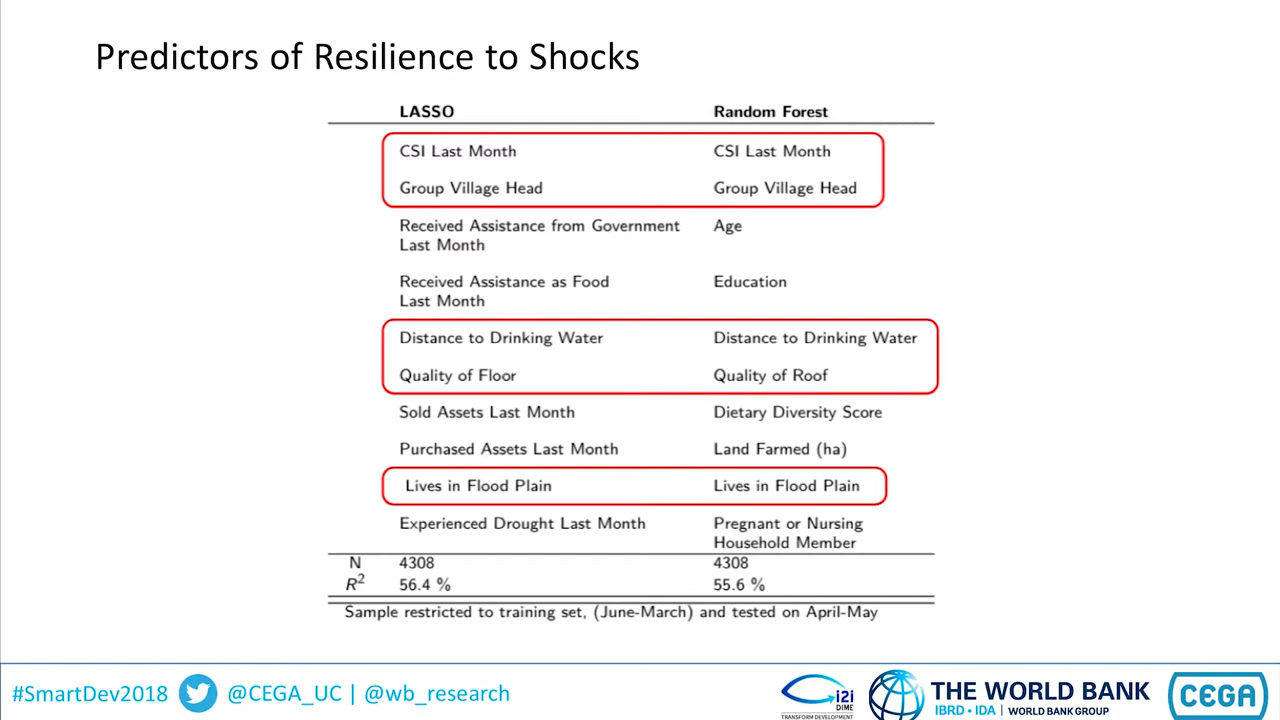 Predictors of Resilience to Shocks
LASSO Random Forest
CSI Last Month CSI Last Month
Group Village Head Group Village Head
Received Assistance from Government Age
Last Month
Received Assistance as Food Education
Last Month
Distance to Drinking Water Distance to Drinking Water
Quality of Floor Quality of Roof
Sold Assets Last Month Dietary Diversity Score
Purchased Assets Last Month Land Farmed (ha)
Lives in Flood Plain Lives in Flood Plain
Experienced Drought Last Month Pregnant or Nursing
Household Member
N 4308 4308
R² 56.4 % 55.6 %
Sample restricted to training set, (June-March) and tested on April-May
#SmartDev2018 @CEGA_UC | @wb_research
i2i
DIME
TRANSFORM DEVELOPMENT
THE WORLD BANK
IBRD • IDA | WORLD BANK GROUP
CEGA